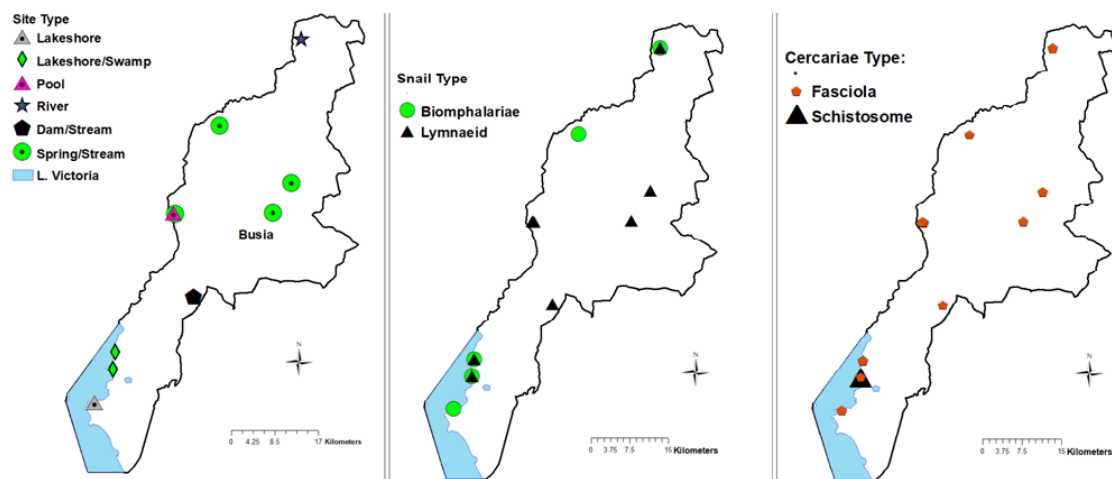 Site Type
Lakeshore
Lakeshore/Swamp
Pool
River
Dam/Stream
Spring/Stream
L. Victoria
Busia
N
0 4.25 8.5 17 Kilometers
Snail Type
Biomphalariae
Lymnaeid
N
0 3.75 7.5 15 Kilometers
Cercariae Type:
Fasciola
Schistosome
N
0 3.75 7.5 15 Kilometers